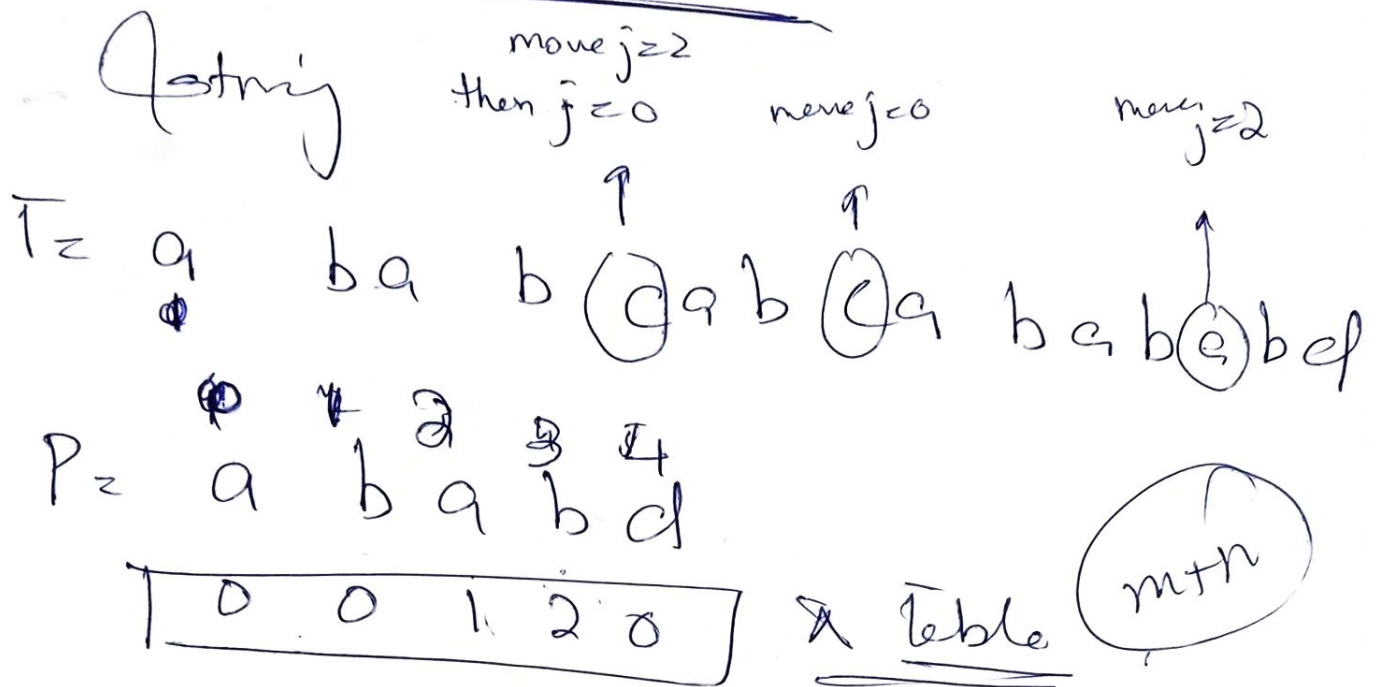 string
move j=2
then j=0
move j=0
move j=2
T= a b a b c a b c a b a b a b d
P= 0 1 2 3 4
a b a b d
0 0 1 2 0
π table
m+n